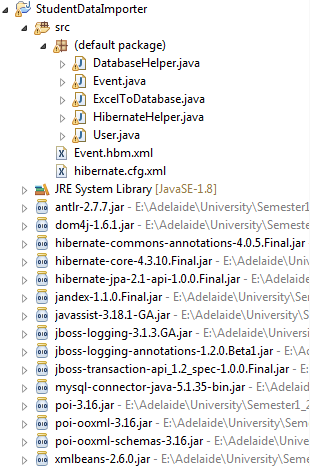 StudentDataImporter
src
(default package)
DatabaseHelper.java
Event.java
ExcelToDatabase.java
HibernateHelper.java
User.java
Event.hbm.xml
hibernate.cfg.xml
JRE System Library [JavaSE-1.8]
antlr-2.7.7.jar - E:\Adelaide\University\Semester1
dom4j-1.6.1.jar - E:\Adelaide\University\Semester
hibernate-commons-annotations-4.0.5.Final.jar
hibernate-core-4.3.10.Final.jar - E:\Adelaide\Univ
hibernate-jpa-2.1-api-1.0.0.Final.jar - E:\Adelaide
jandex-1.1.0.Final.jar - E:\Adelaide\University\Sem
javassist-3.18.1-GA.jar - E:\Adelaide\University\Se
jboss-logging-3.1.3.GA.jar - E:\Adelaide\Universit
jboss-logging-annotations-1.2.0.Beta1.jar - E:\Ad
jboss-transaction-api_1.2_spec-1.0.0.Final.jar - E:\
mysql-connector-java-5.1.35-bin.jar - E:\Adelaide
poi-3.16.jar - E:\Adelaide\University\Semester1_2
poi-ooxml-3.16.jar - E:\Adelaide\University\Seme
poi-ooxml-schemas-3.16.jar - E:\Adelaide\Univer
xmlbeans-2.6.0.jar - E:\Adelaide\University\Seme